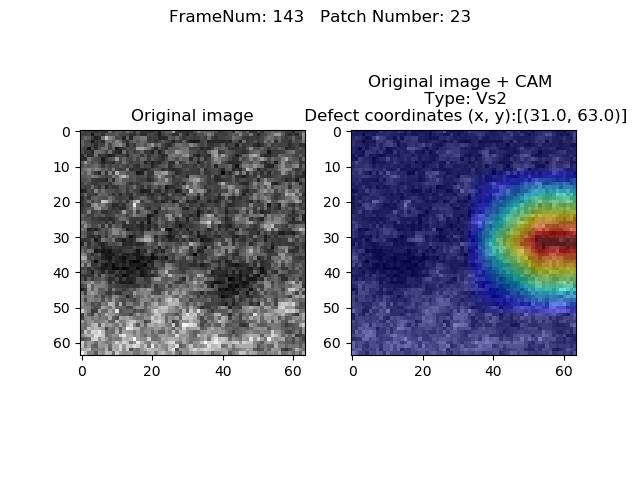 FrameNum: 143   Patch Number: 23
Original image
Original image + CAM
Type: Vs2
Defect coordinates (x, y):[(31.0, 63.0)]
0
10
20
30
40
50
60
0 20 40 60
0
10
20
30
40
50
60
0 20 40 60